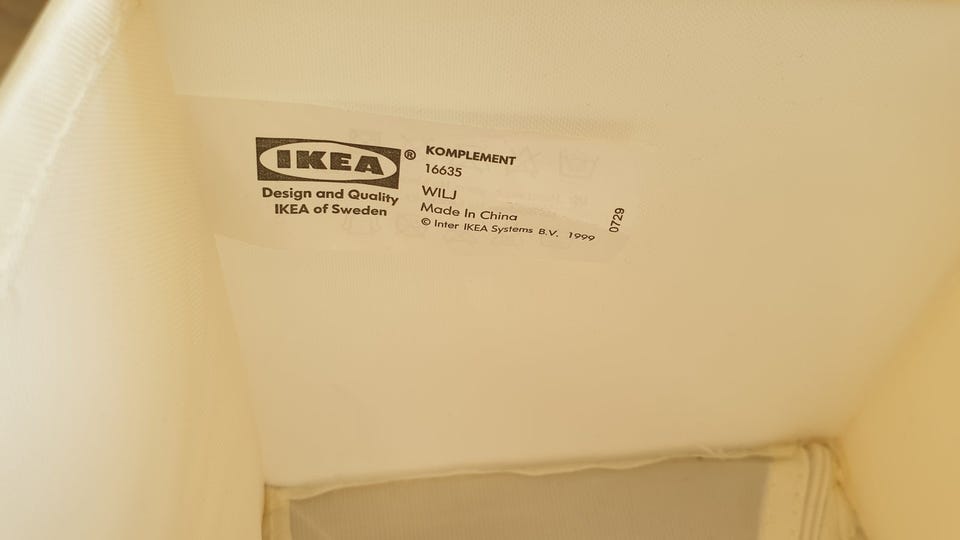 IKEA®
Design and Quality
IKEA of Sweden
KOMPLEMENT
16635
WILJ
Made In China
© Inter IKEA Systems B.V. 1999
0729